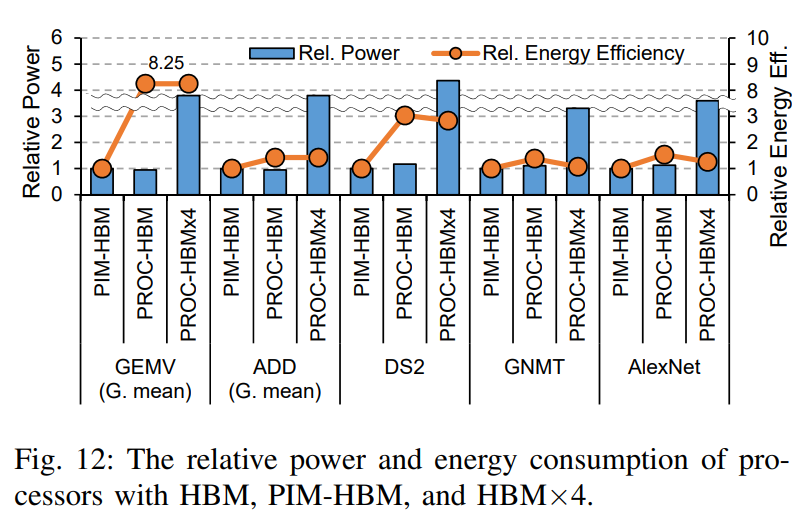 6
5
4
3
2
1
0
Relative Power
Rel. Power
Rel. Energy Efficiency
8.25
10
9
8
3
2
1
0
Relative Energy Eff.
PIM-HBM
PROC-HBM
PROC-HBMx4
PIM-HBM
PROC-HBM
PROC-HBMx4
PIM-HBM
PROC-HBM
PROC-HBMx4
PIM-HBM
PROC-HBM
PROC-HBMx4
PIM-HBM
PROC-HBM
PROC-HBMx4
GEMV
(G. mean)
ADD
(G. mean)
DS2
GNMT
AlexNet
Fig. 12: The relative power and energy consumption of pro-
cessors with HBM, PIM-HBM, and HBM×4.